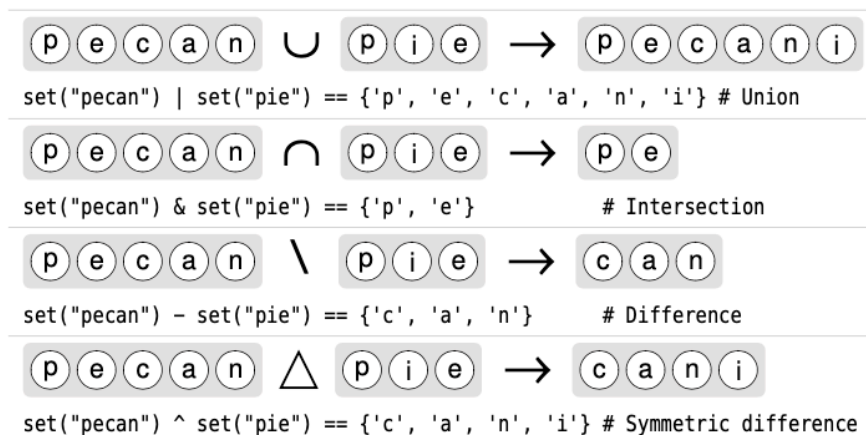 p e c a n ∪ p i e → p e c a n i
set("pecan") | set("pie") == {'p', 'e', 'c', 'a', 'n', 'i'} # Union
p e c a n ∩ p i e → p e
set("pecan") & set("pie") == {'p', 'e'} # Intersection
p e c a n \ p i e → c a n
set("pecan") − set("pie") == {'c', 'a', 'n'} # Difference
p e c a n △ p i e → c a n i
set("pecan") ^ set("pie") == {'c', 'a', 'n', 'i'} # Symmetric difference